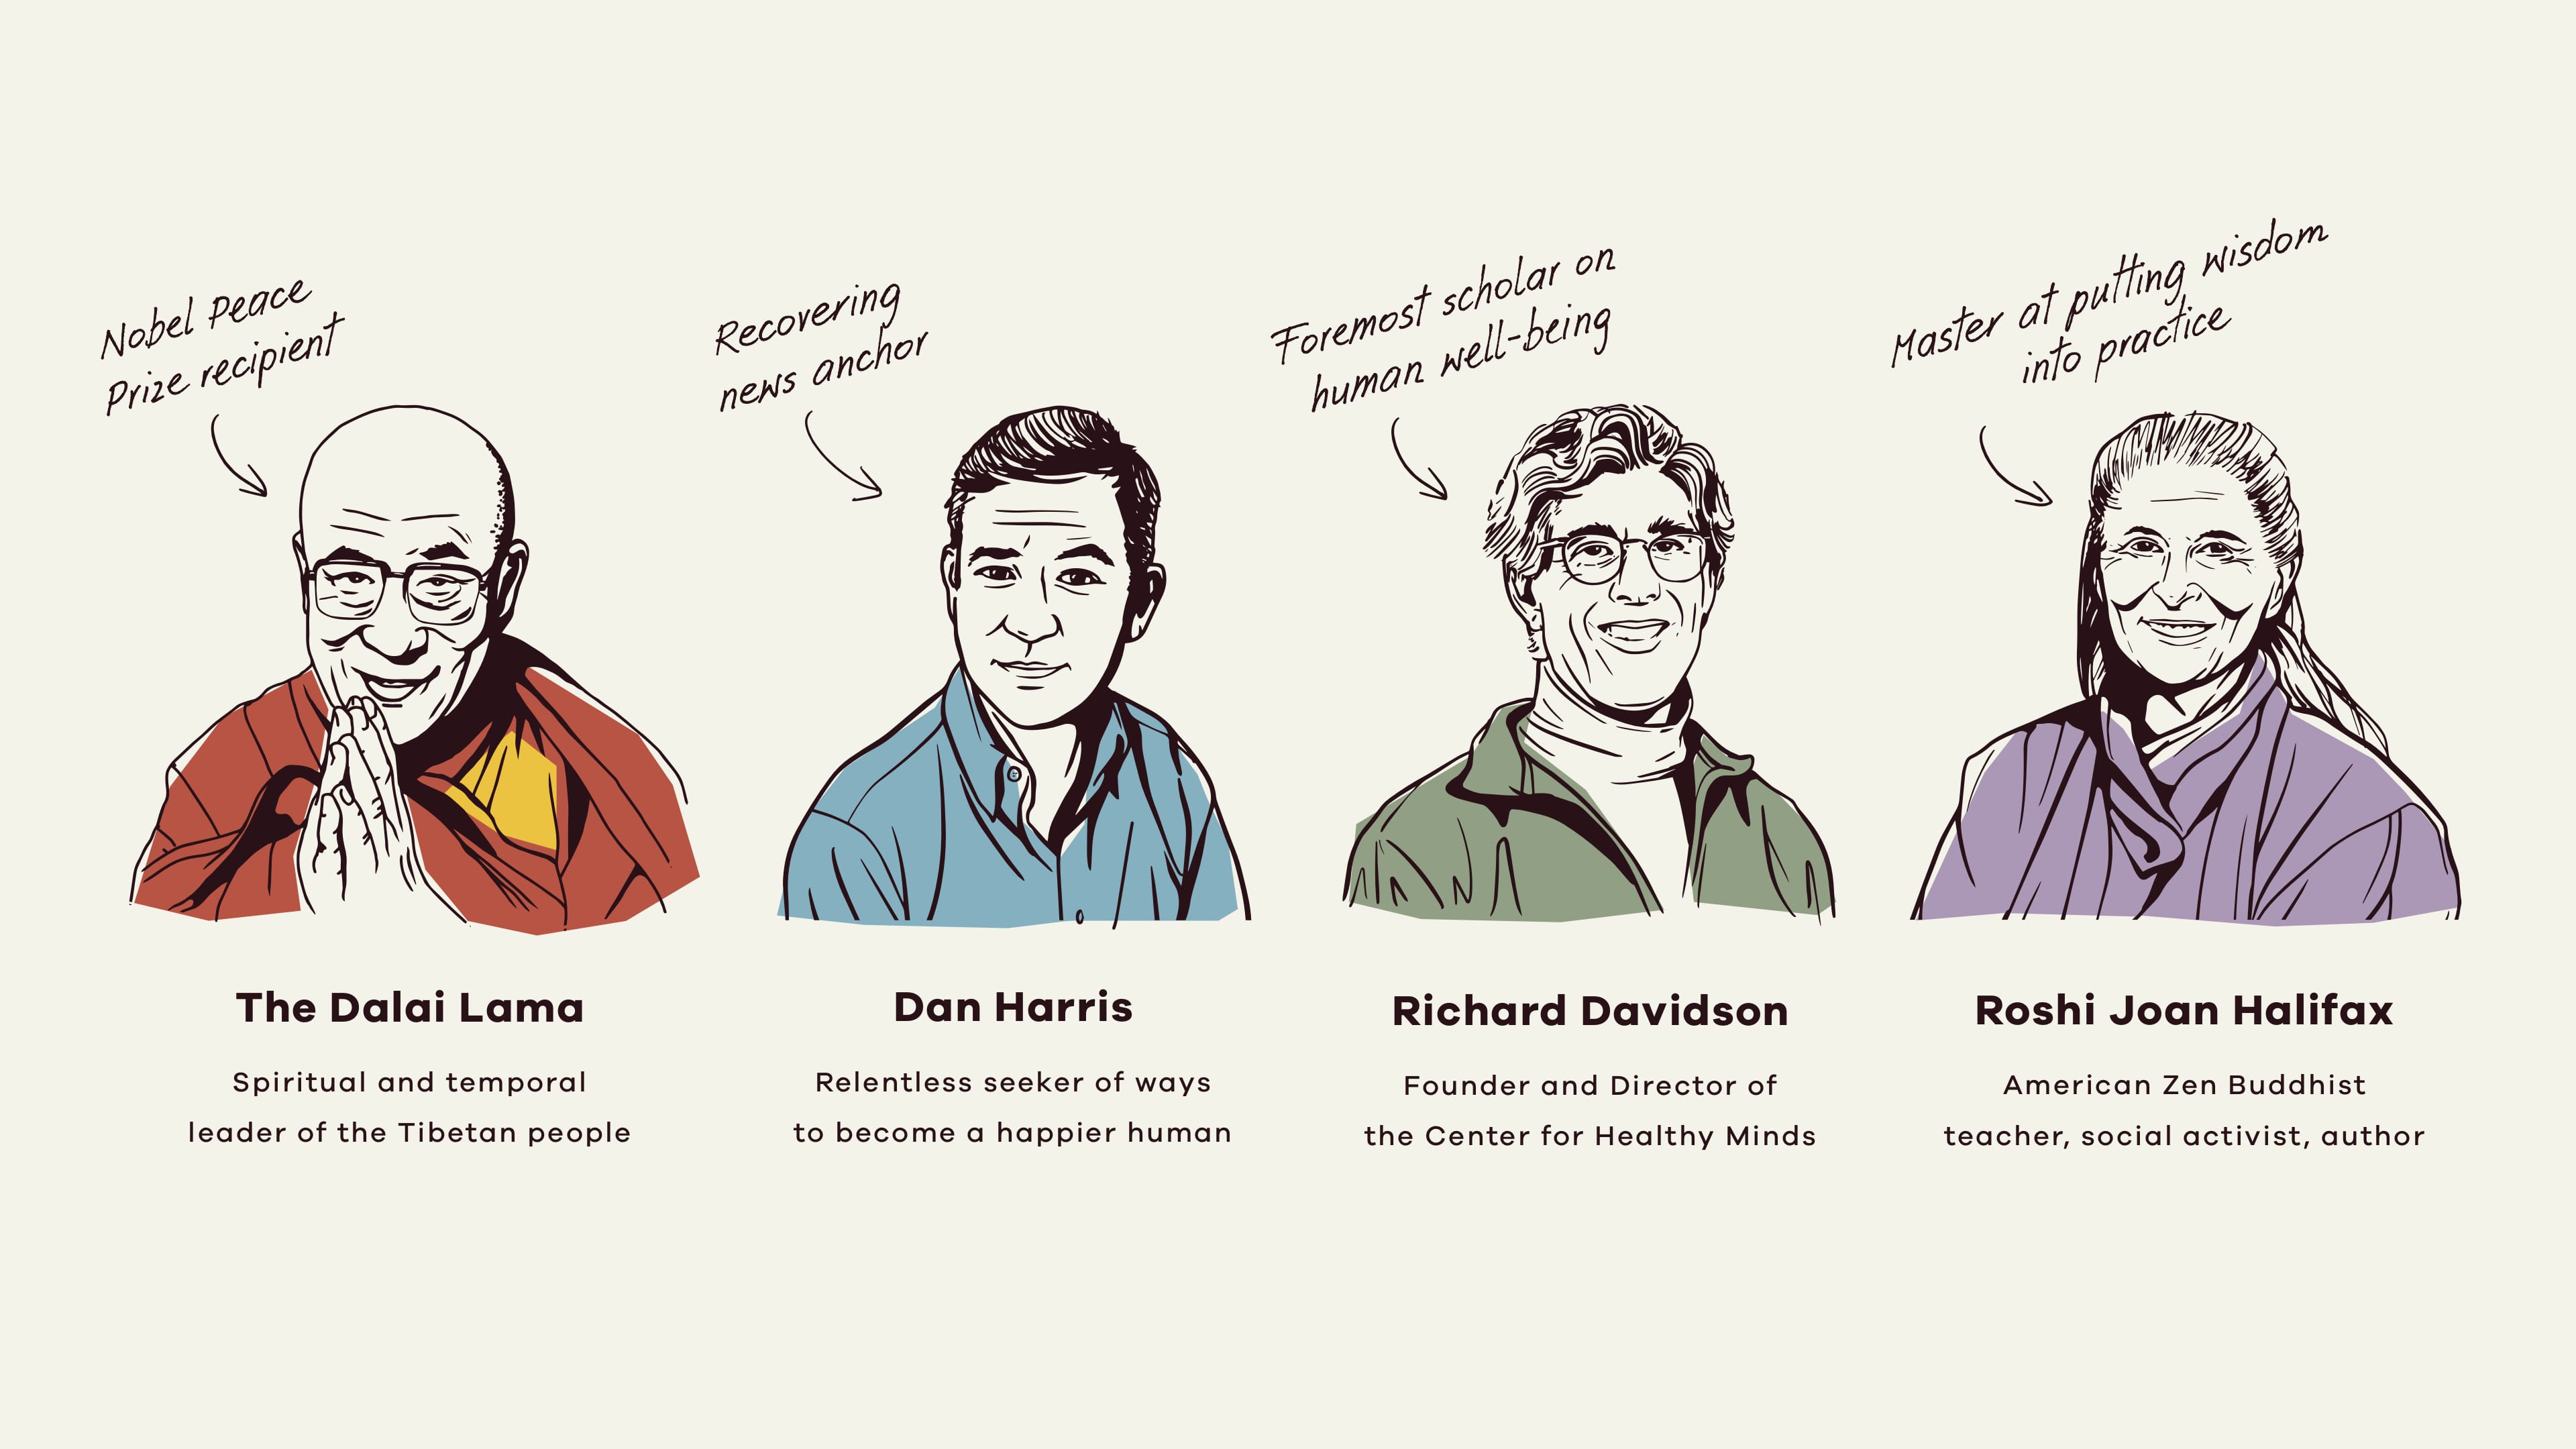 Nobel Peace
Prize recipient
The Dalai Lama
Spiritual and temporal
leader of the Tibetan people
Recovering
news anchor
Dan Harris
Relentless seeker of ways
to become a happier human
Foremost scholar on
human well-being
Richard Davidson
Founder and Director of
the Center for Healthy Minds
Master at putting wisdom
into practice
Roshi Joan Halifax
American Zen Buddhist
teacher, social activist, author